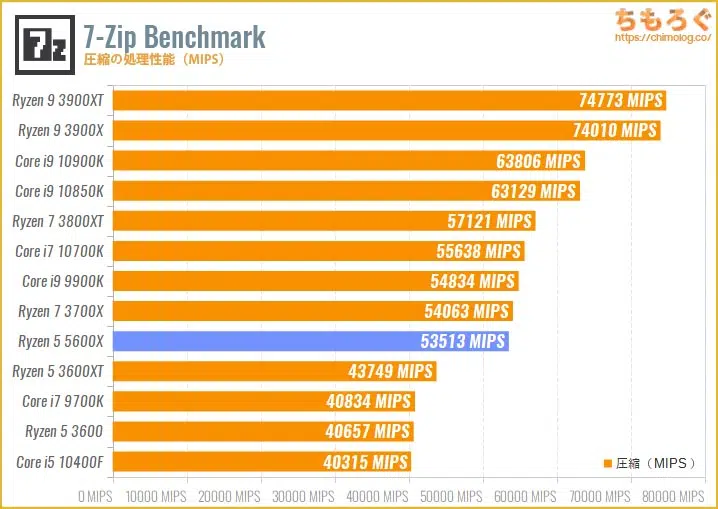 7z
7-Zip Benchmark
圧縮の処理性能（MIPS）
ちもろぐ
https://chimolog.co/
Ryzen 9 3900XT 74773 MIPS
Ryzen 9 3900X 74010 MIPS
Core i9 10900K 63806 MIPS
Core i9 10850K 63129 MIPS
Ryzen 7 3800XT 57121 MIPS
Core i7 10700K 55638 MIPS
Core i9 9900K 54834 MIPS
Ryzen 7 3700X 54063 MIPS
Ryzen 5 5600X 53513 MIPS
Ryzen 5 3600XT 43749 MIPS
Core i7 9700K 40834 MIPS
Ryzen 5 3600 40657 MIPS
Core i5 10400F 40315 MIPS
圧縮（MIPS）
0 MIPS 10000 MIPS 20000 MIPS 30000 MIPS 40000 MIPS 50000 MIPS 60000 MIPS 70000 MIPS 80000 MIPS